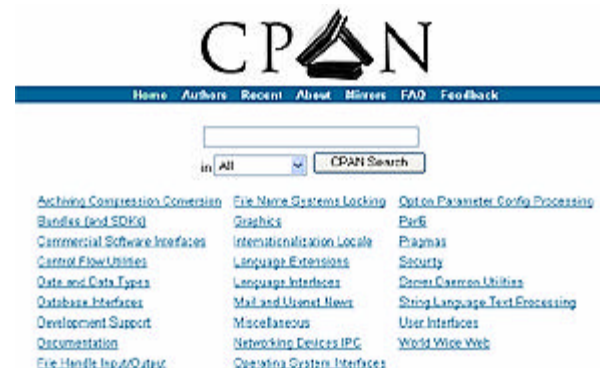 CPAN
Home Authors Recent About Mirrors FAQ Feedback
in All CPAN Search
Archiving Compression Conversion File Name Systems Locking Option Parameter Config Processing
Bundles (and SDKs) Graphics Perl6
Commercial Software Interfaces Internationalization Locale Pragmas
Control Flow Utilities Language Extensions Security
Data and Data Types Language Interfaces Server Daemon Utilities
Database Interfaces Mail and Usenet News String Language Text Processing
Development Support Miscellaneous User Interfaces
Documentation Networking Devices IPC World Wide Web
File Handle Input/Output Operating System Interfaces